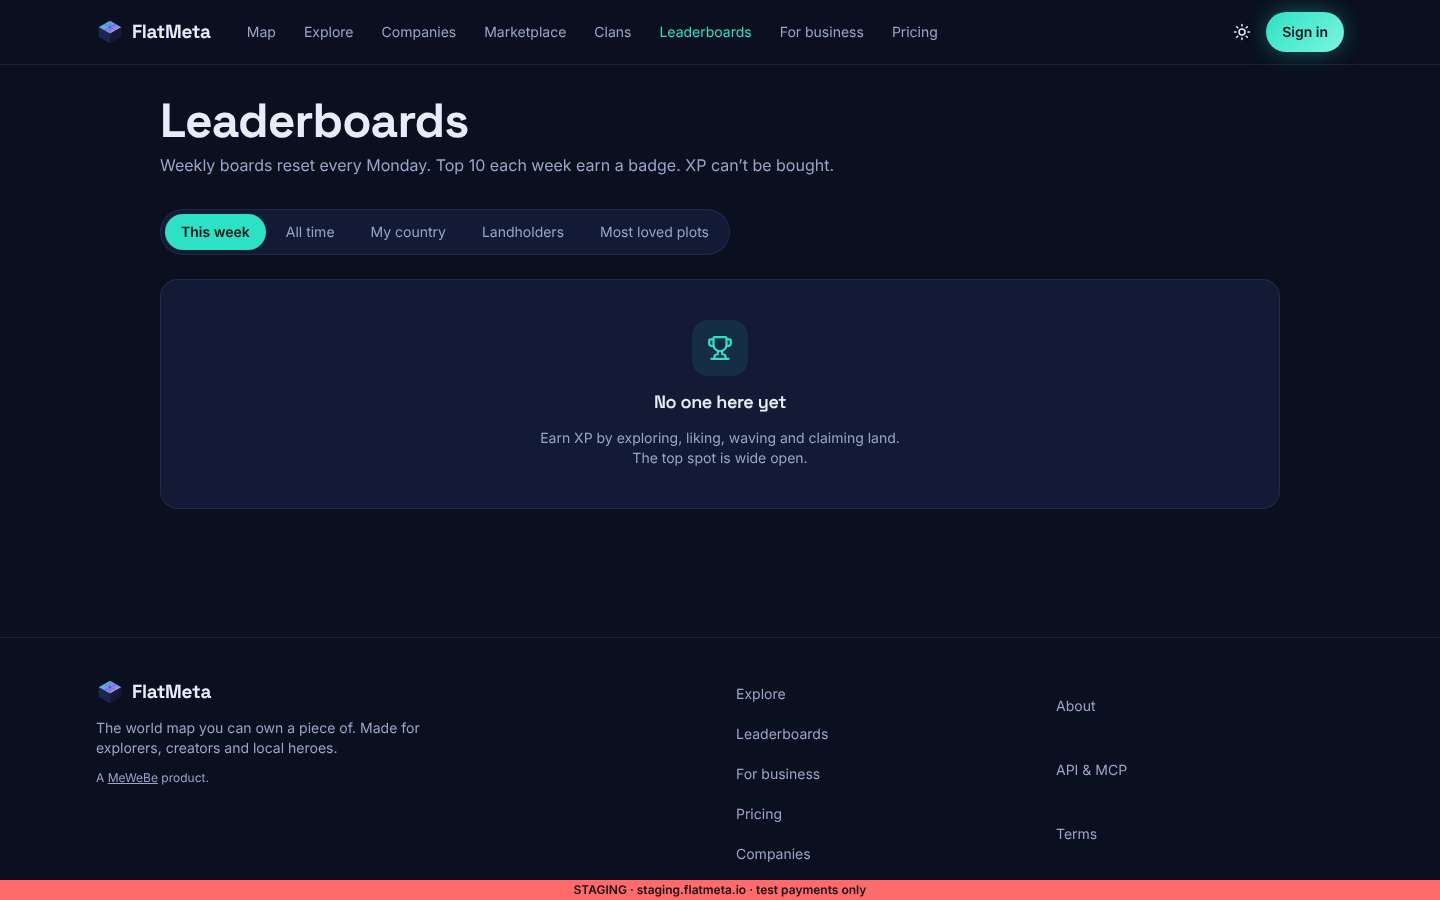 FlatMeta
Map
Explore
Companies
Marketplace
Clans
Leaderboards
For business
Pricing
Sign in
Leaderboards
Weekly boards reset every Monday. Top 10 each week earn a badge. XP can’t be bought.
This week
All time
My country
Landholders
Most loved plots
No one here yet
Earn XP by exploring, liking, waving and claiming land.
The top spot is wide open.
FlatMeta
The world map you can own a piece of. Made for
explorers, creators and local heroes.
A MeWeBe product.
Explore
Leaderboards
For business
Pricing
Companies
About
API & MCP
Terms
STAGING · staging.flatmeta.io · test payments only